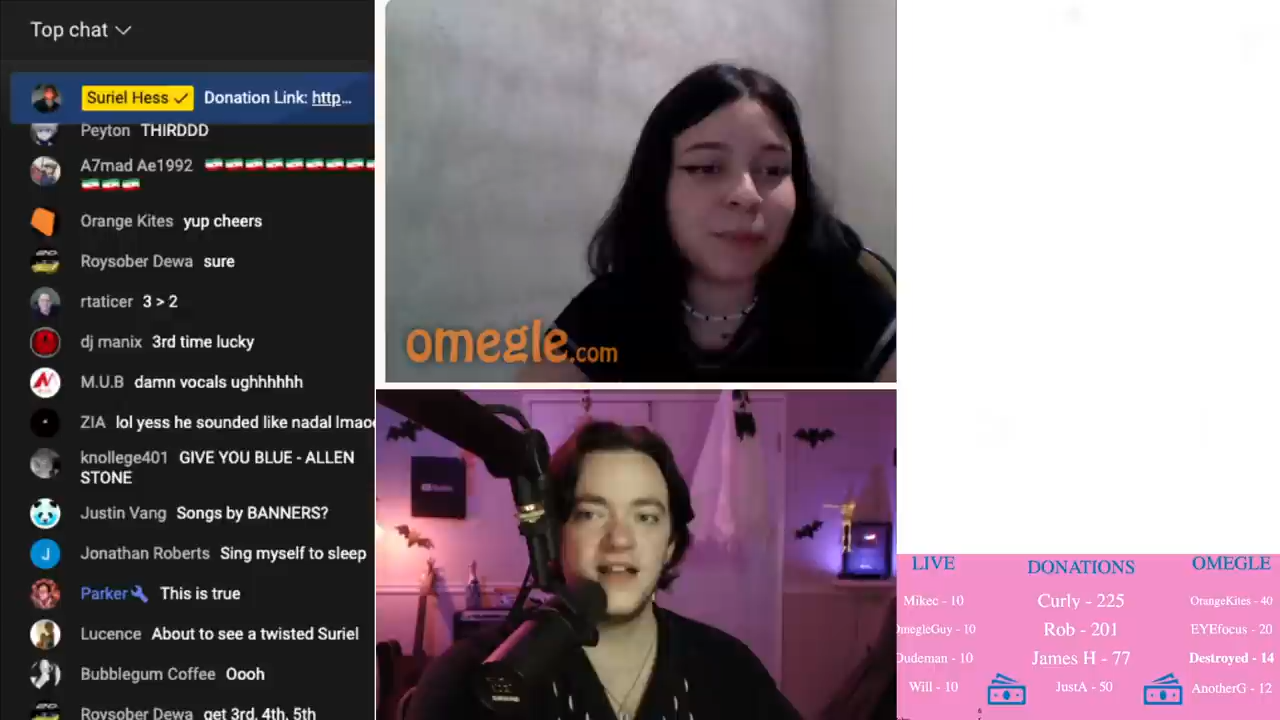 Top chat
Suriel Hess Donation Link: http...
Peyton THIRDDD
A7mad Ae1992
Orange Kites yup cheers
Roysober Dewa sure
rtaticer 3 > 2
dj manix 3rd time lucky
M.U.B damn vocals ughhhhhh
ZIA lol yess he sounded like nadal lmao
knollege401 GIVE YOU BLUE - ALLEN
STONE
Justin Vang Songs by BANNERS?
J
Jonathan Roberts Sing myself to sleep
Parker This is true
Lucence About to see a twisted Suriel
Bubblegum Coffee Oooh
Roysober Dewa get 3rd, 4th, 5th
omegle.com
LIVE
Mikec - 10
OmegleGuy - 10
Dudeman - 10
Will - 10
DONATIONS
Curly - 225
Rob - 201
James H - 77
JustA - 50
OMEGLE
OrangeKites - 40
EYEfocus - 20
Destroyed - 14
AnotherG - 12